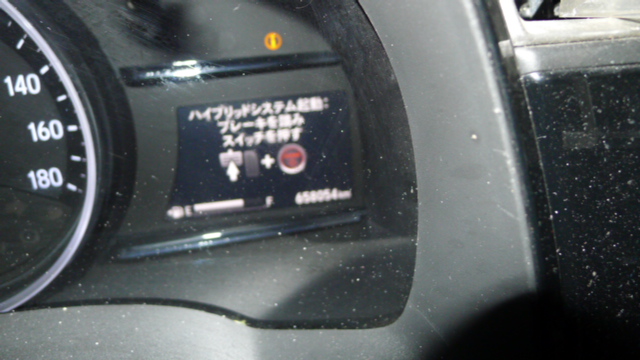 140
160
180
ハイブリッドシステム起動:
ブレーキを踏み
スイッチを押す
+
E F 658054km